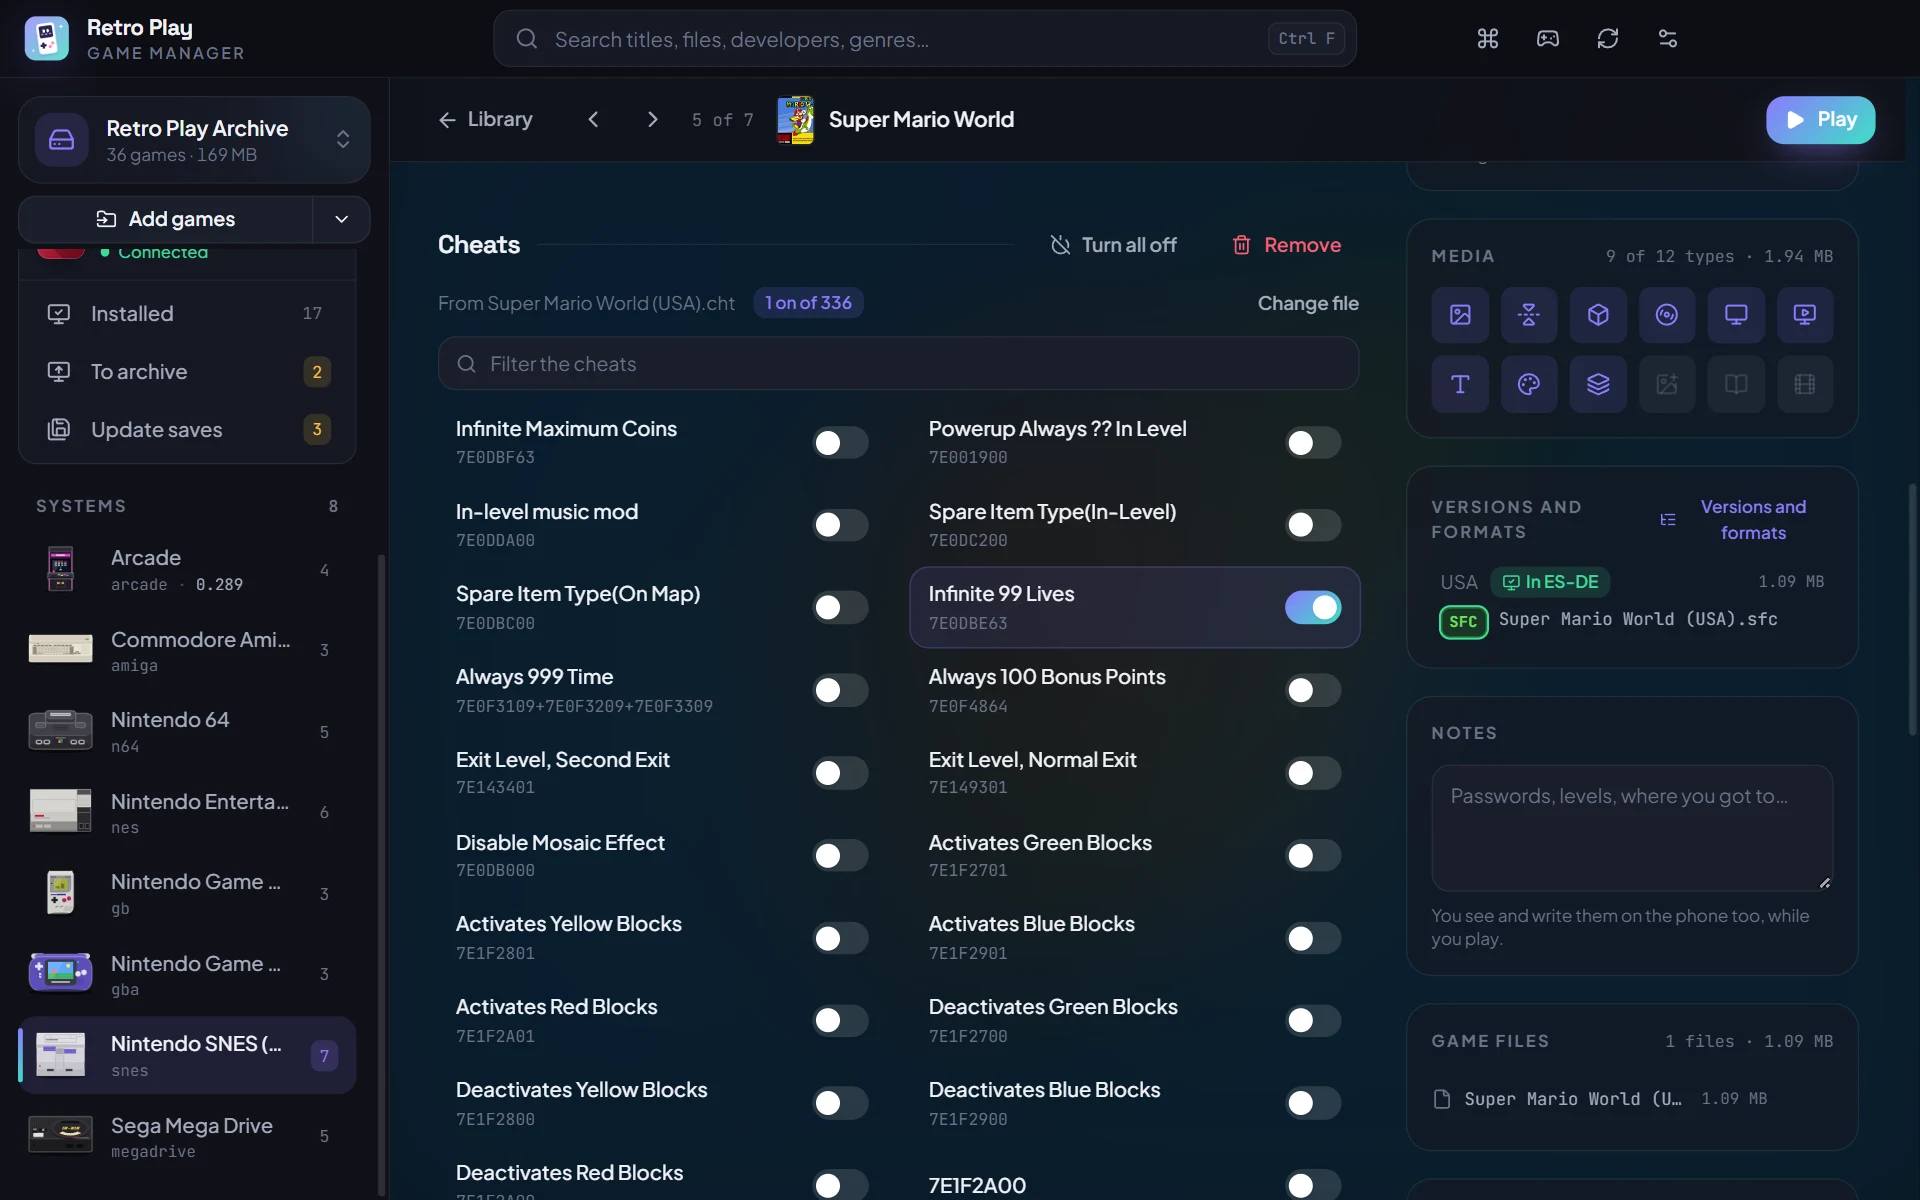 Retro Play
GAME MANAGER
Search titles, files, developers, genres...
Ctrl F
Retro Play Archive
36 games · 169 MB
Add games
Connected
Installed 17
To archive 2
Update saves 3
SYSTEMS 8
Arcade
arcade · 0.289
4
Commodore Ami...
amiga
3
Nintendo 64
n64
5
Nintendo Enterta...
nes
6
Nintendo Game ...
gb
3
Nintendo Game ...
gba
3
Nintendo SNES (...
snes
7
Sega Mega Drive
megadrive
5
Library
5 of 7
Super Mario World
Play
Cheats
Turn all off
Remove
From Super Mario World (USA).cht
1 on of 336
Change file
Filter the cheats
Infinite Maximum Coins
7E0DBF63
Powerup Always ?? In Level
7E001900
In-level music mod
7E0DDA00
Spare Item Type(In-Level)
7E0DC200
Spare Item Type(On Map)
7E0DBC00
Infinite 99 Lives
7E0DBE63
Always 999 Time
7E0F3109+7E0F3209+7E0F3309
Always 100 Bonus Points
7E0F4864
Exit Level, Second Exit
7E143401
Exit Level, Normal Exit
7E149301
Disable Mosaic Effect
7E0DB000
Activates Green Blocks
7E1F2701
Activates Yellow Blocks
7E1F2801
Activates Blue Blocks
7E1F2901
Activates Red Blocks
7E1F2A01
Deactivates Green Blocks
7E1F2700
Deactivates Yellow Blocks
7E1F2800
Deactivates Blue Blocks
7E1F2900
Deactivates Red Blocks
7E1F2A00
7E1F2A00
MEDIA
9 of 12 types · 1.94 MB
VERSIONS AND
FORMATS
Versions and
formats
USA
In ES-DE
1.09 MB
SFC
Super Mario World (USA).sfc
NOTES
Passwords, levels, where you got to...
You see and write them on the phone too, while
you play.
GAME FILES
1 files · 1.09 MB
Super Mario World (U...
1.09 MB